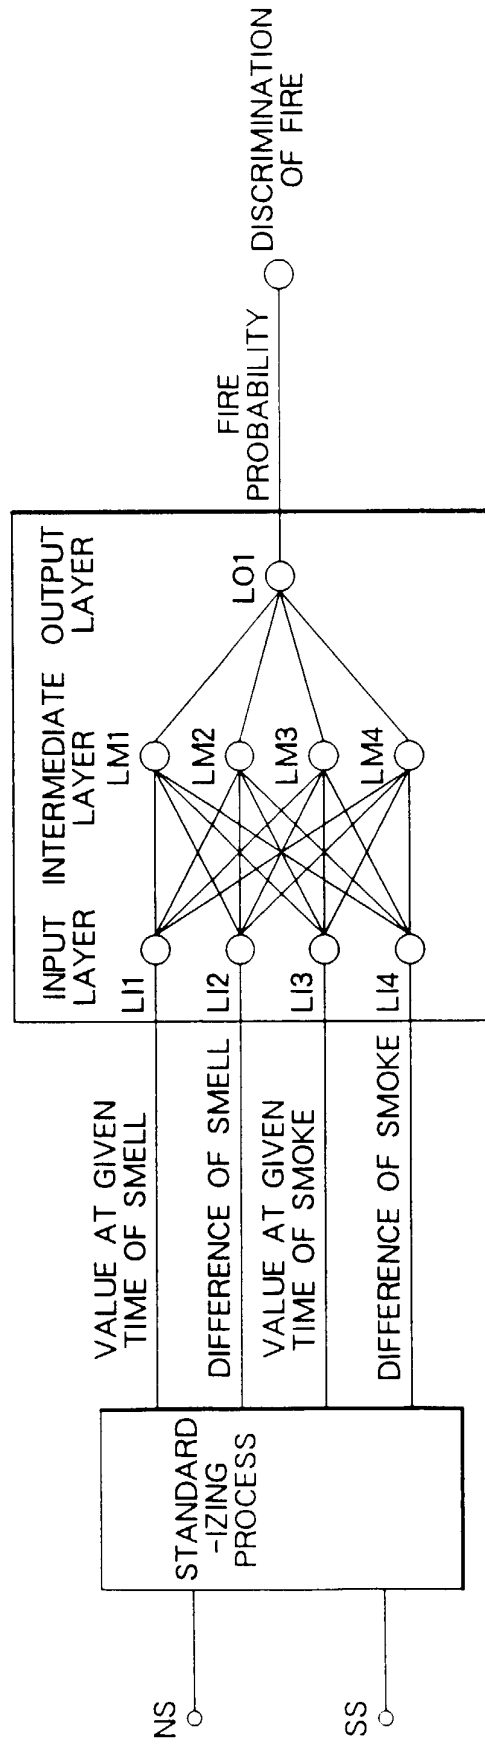 NS
SS
STANDARD
-IZING
PROCESS
VALUE AT GIVEN
TIME OF SMELL
DIFFERENCE OF SMELL
VALUE AT GIVEN
TIME OF SMOKE
DIFFERENCE OF SMOKE
INPUT
LAYER
INTERMEDIATE
LAYER
OUTPUT
LAYER
LI1
LI2
LI3
LI4
LM1
LM2
LM3
LM4
LO1
FIRE
PROBABILITY
DISCRIMINATION
OF FIRE